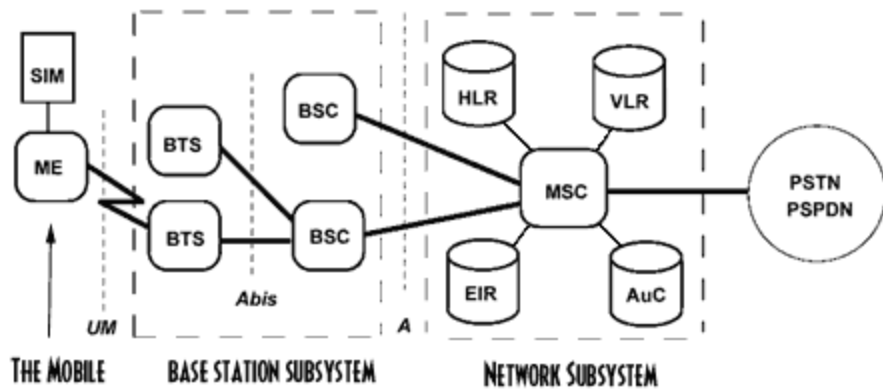 SIM
ME
BTS
BTS
BSC
BSC
HLR
VLR
MSC
EIR
AuC
PSTN
PSPDN
UM
Abis
A
THE MOBILE
BASE STATION SUBSYSTEM
NETWORK SUBSYSTEM